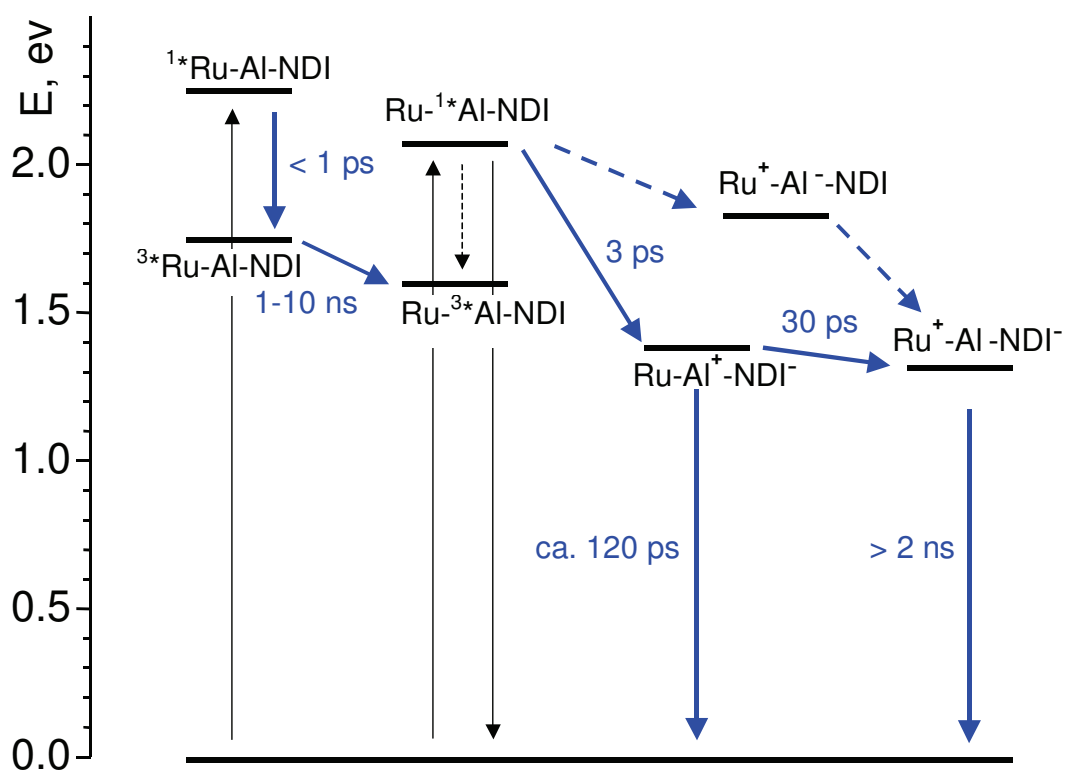 E, ev
¹*Ru-Al-NDI
Ru-¹*Al-NDI
2.0
< 1 ps
Ru⁺-Al⁻-NDI
³*Ru-Al-NDI
3 ps
1-10 ns
1.5
Ru-³*Al-NDI
30 ps
Ru⁺-Al-NDI⁻
Ru-Al⁺-NDI⁻
1.0
ca. 120 ps
> 2 ns
0.5
0.0